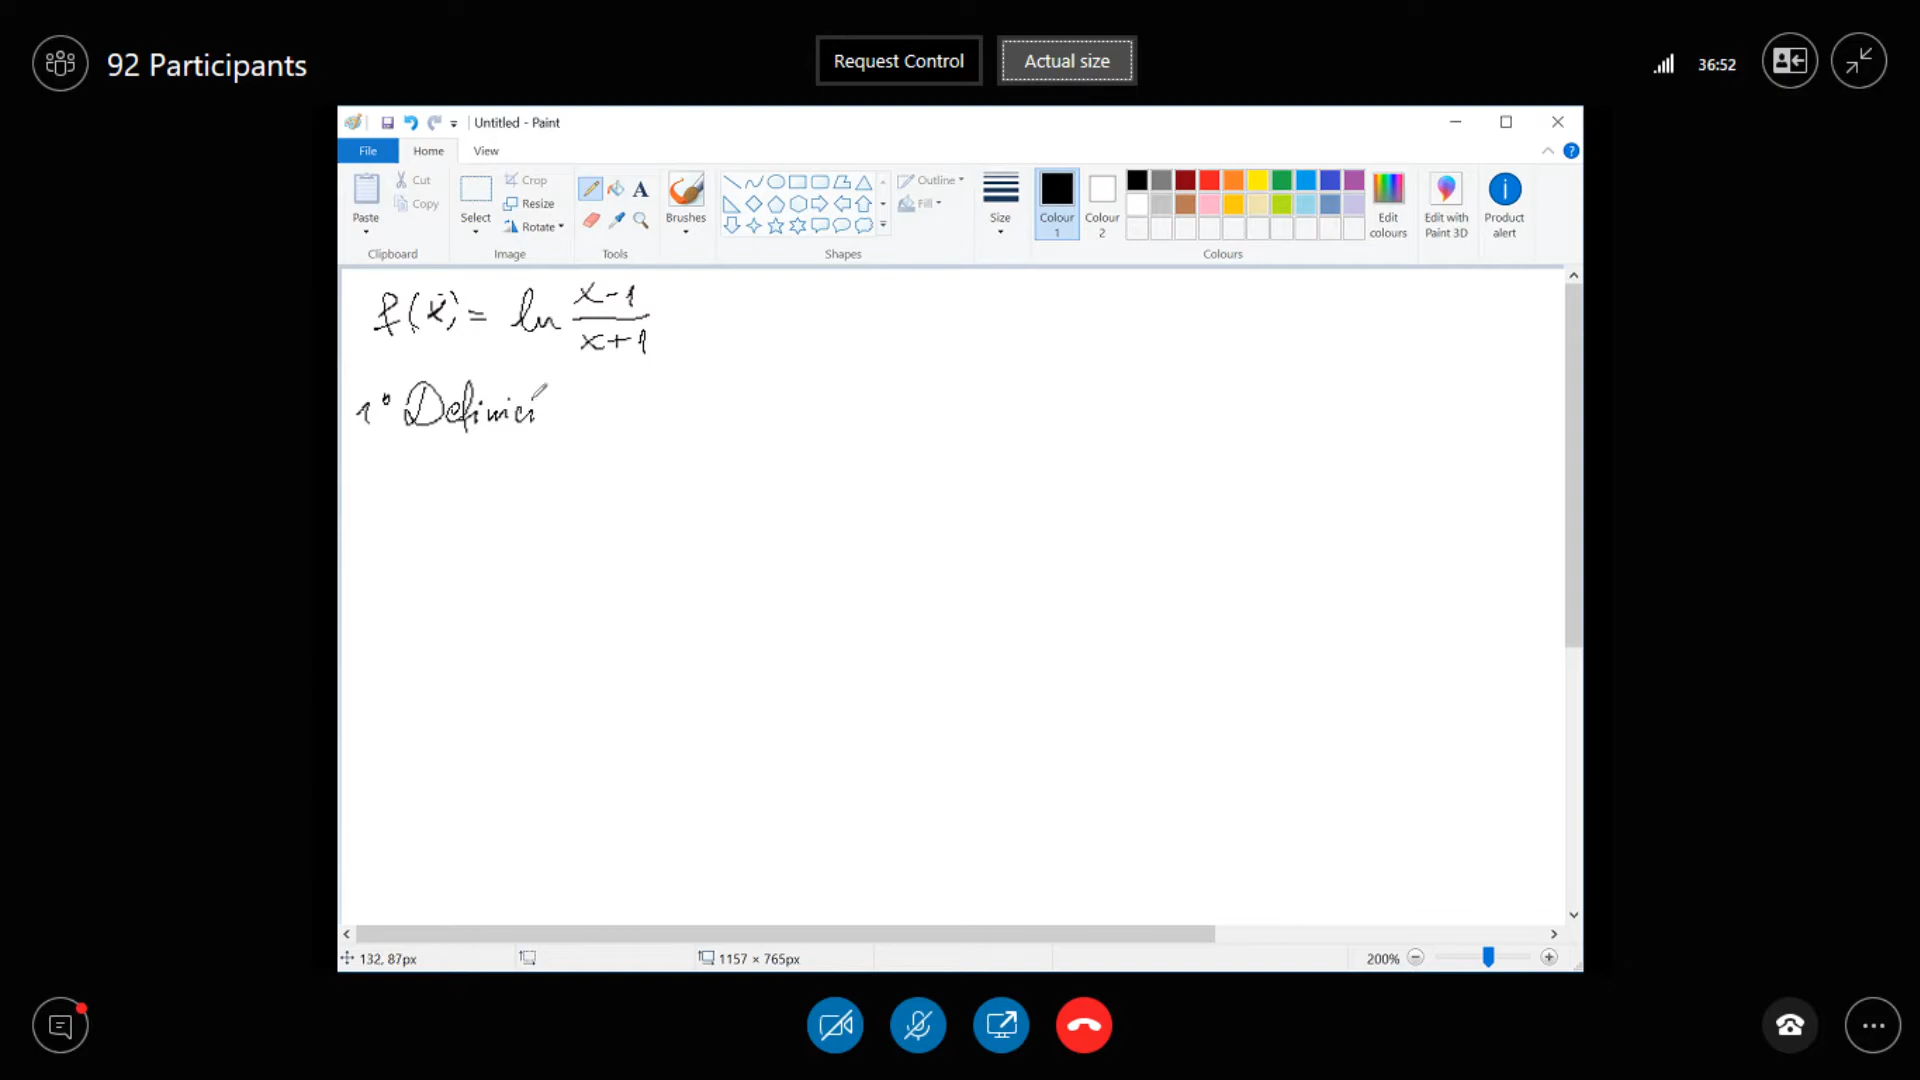 92 Participants
Request Control
Actual size
36:52
Untitled - Paint
File Home View
Paste
Cut
Copy
Clipboard
Select
Crop
Resize
Rotate
Image
Tools
Brushes
Outline
Fill
Shapes
Size
Colour 1
Colour 2
Edit colours
Colours
Edit with Paint 3D
Product alert
f(x) = ln (x-1)/(x+1)
1° Definicí
132, 87px
1157 × 765px
200%